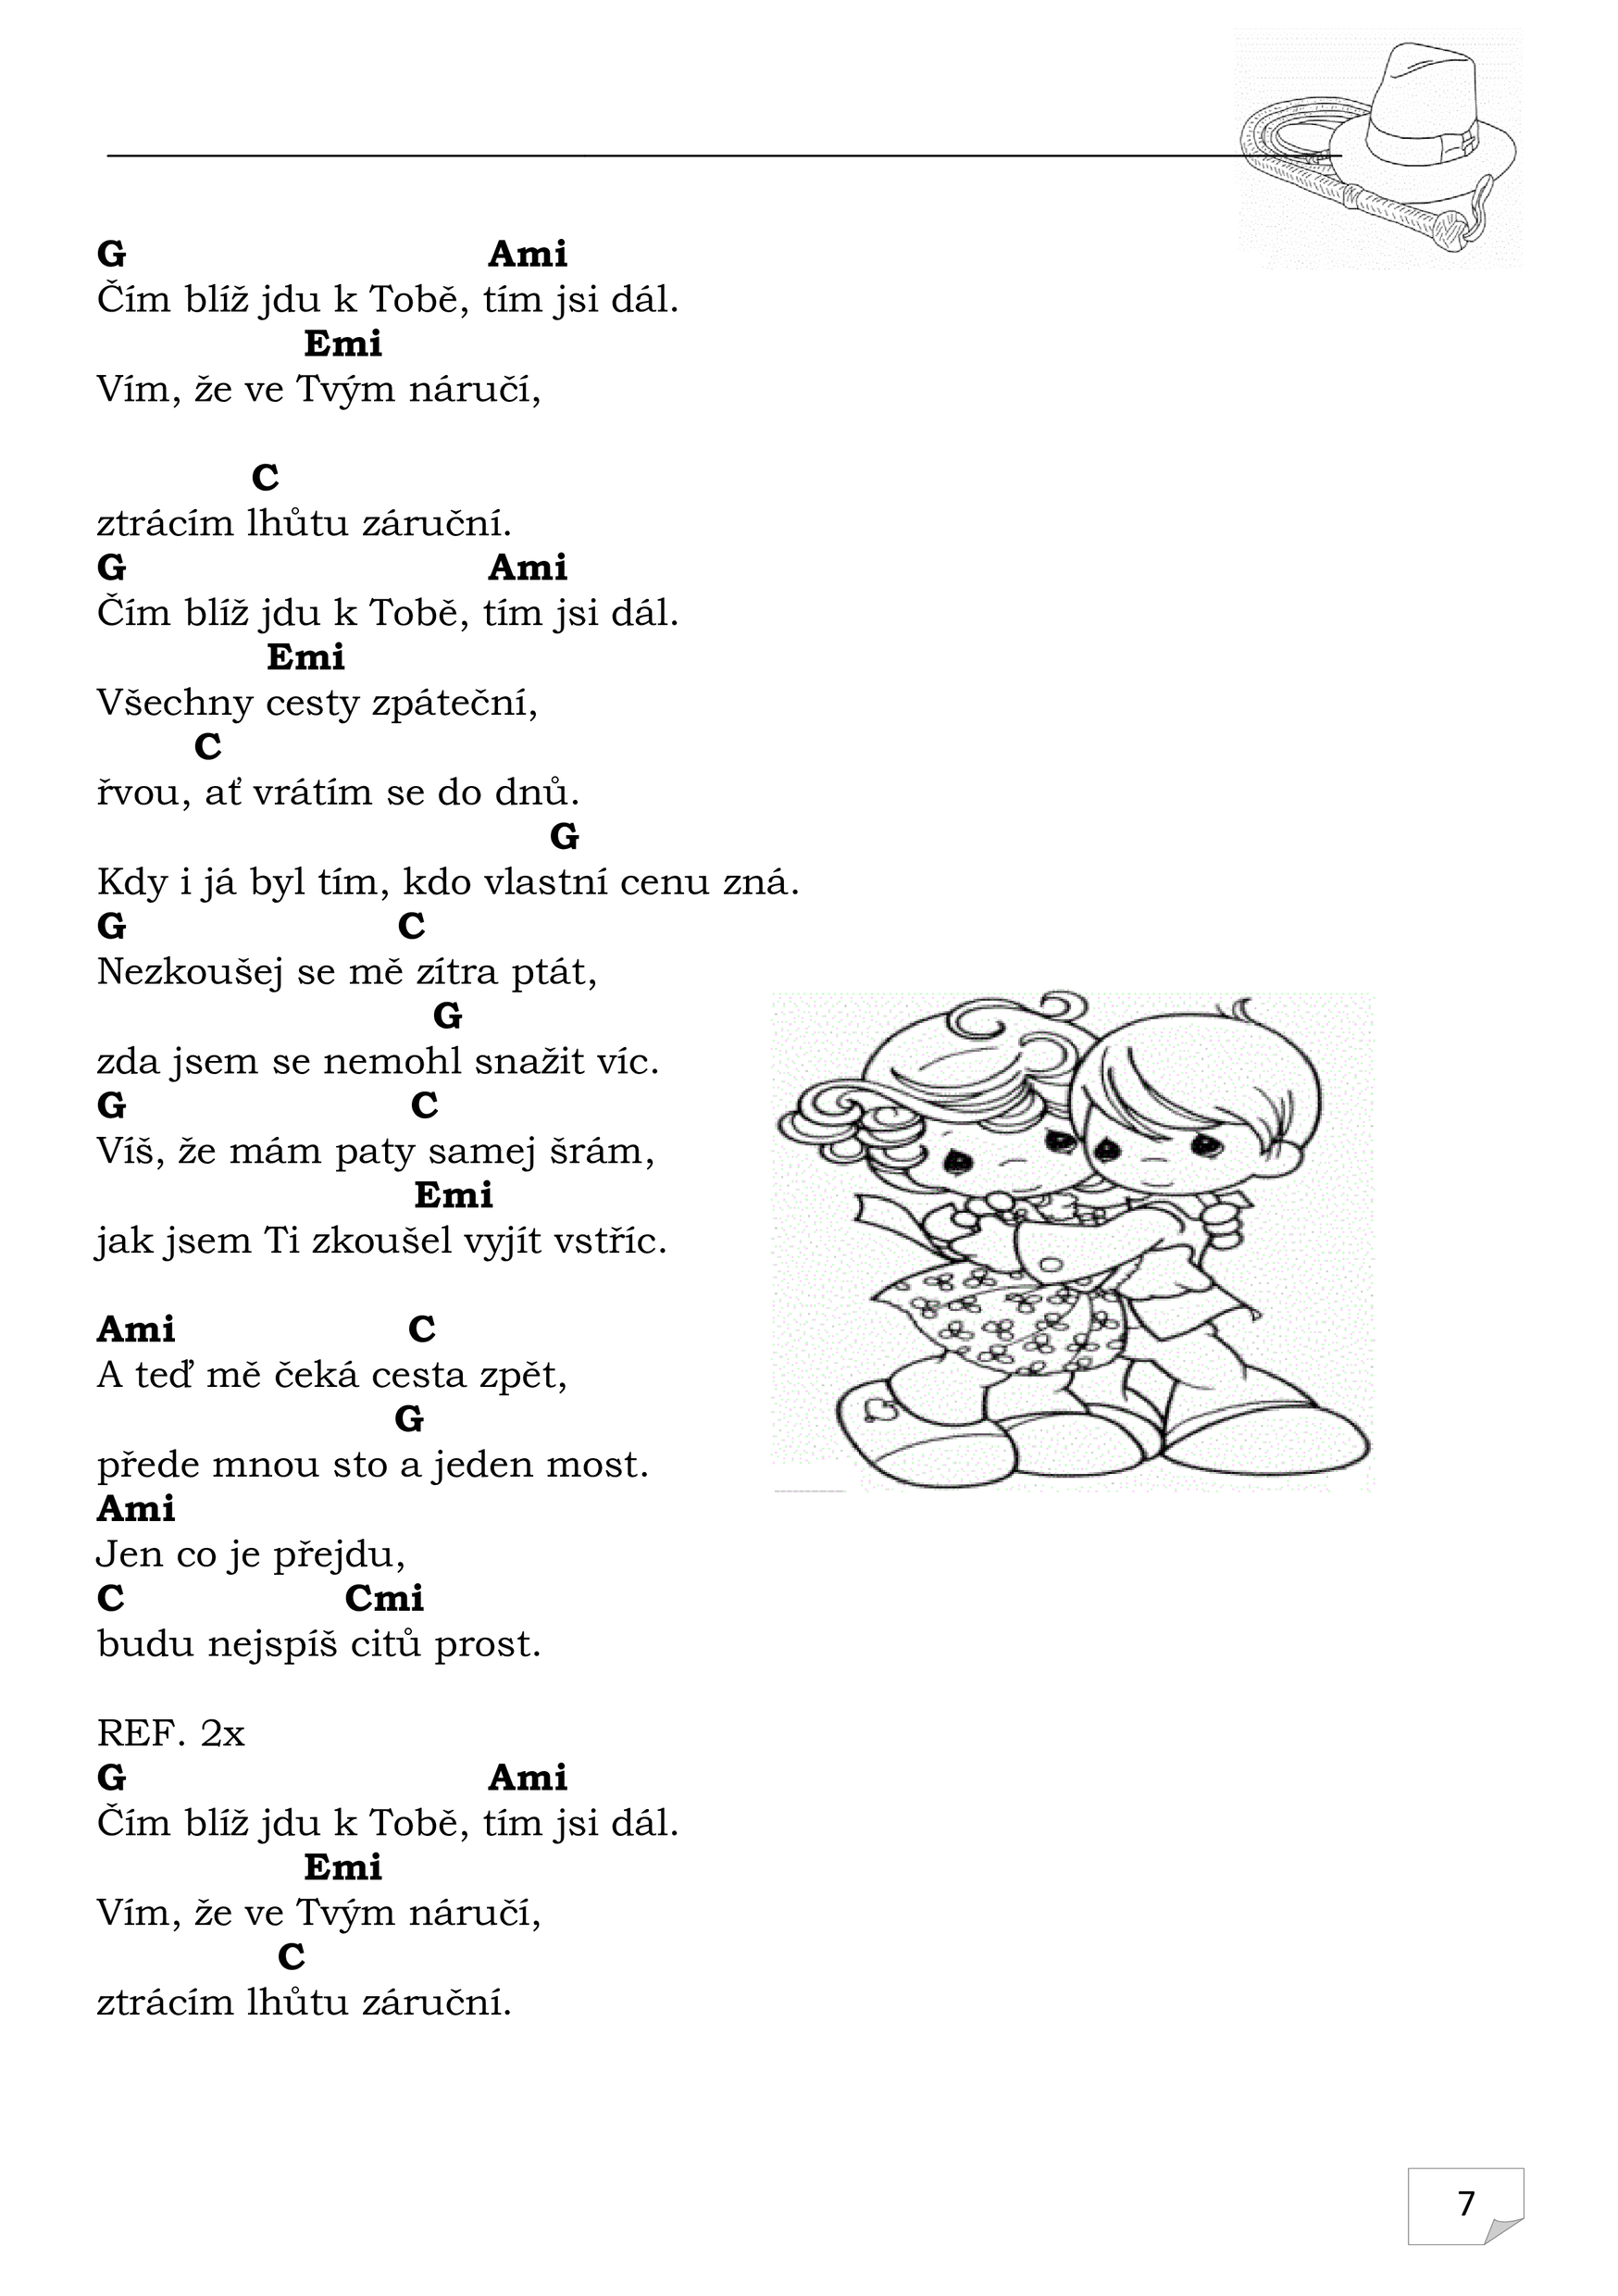 G Ami
Čím blíž jdu k Tobě, tím jsi dál.
Emi
Vím, že ve Tvým náručí,
C
ztrácím lhůtu záruční.
G Ami
Čím blíž jdu k Tobě, tím jsi dál.
Emi
Všechny cesty zpáteční,
C
řvou, ať vrátím se do dnů.
G
Kdy i já byl tím, kdo vlastní cenu zná.
G C
Nezkoušej se mě zítra ptát,
G
zda jsem se nemohl snažit víc.
G C
Víš, že mám paty samej šrám,
Emi
jak jsem Ti zkoušel vyjít vstříc.
Ami C
A teď mě čeká cesta zpět,
G
přede mnou sto a jeden most.
Ami
Jen co je přejdu,
C Cmi
budu nejspíš citů prost.
REF. 2x
G Ami
Čím blíž jdu k Tobě, tím jsi dál.
Emi
Vím, že ve Tvým náručí,
C
ztrácím lhůtu záruční.
7